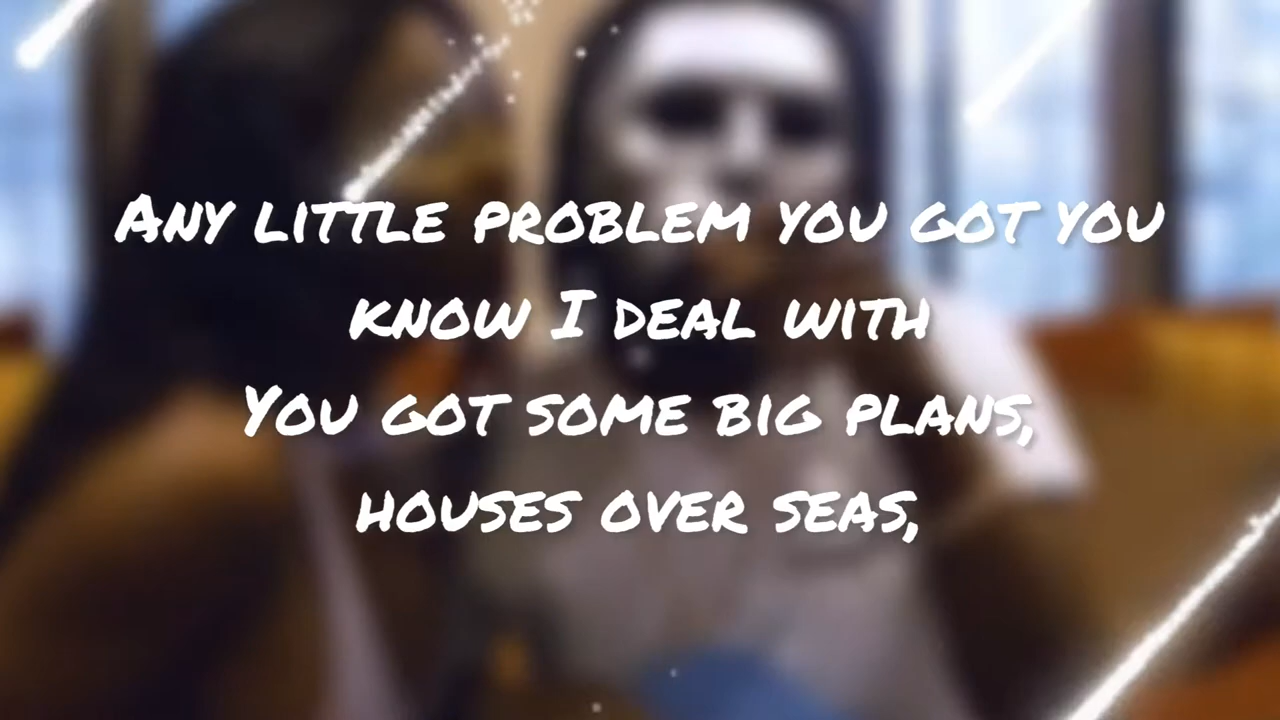 Any little problem you got you
know I deal with
You got some big plans,
houses over seas,